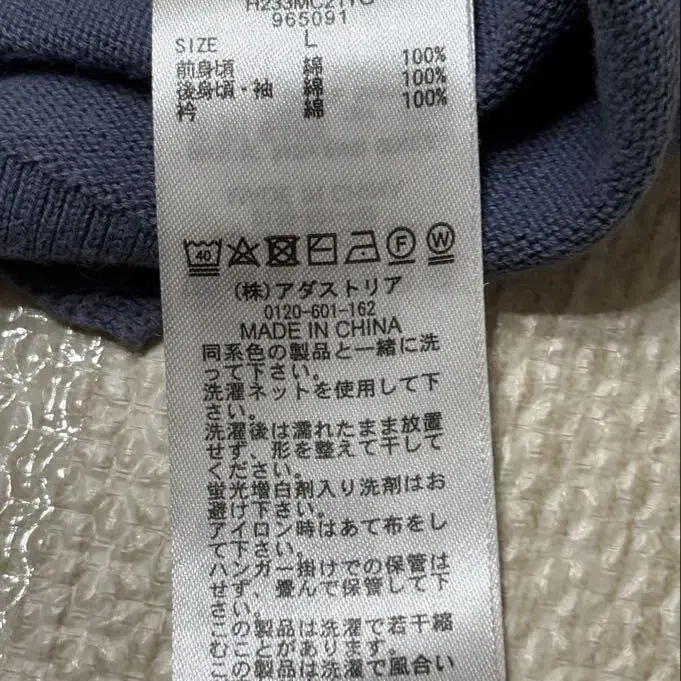 965091
SIZE L
前身頃 綿 100%
後身頃・袖 綿 100%
衿 綿 100%
40 F W
(株)アダストリア
0120-601-162
MADE IN CHINA
同系色の製品と一緒に洗
って下さい。
洗濯ネットを使用して下
さい。
洗濯後は濡れたまま放置
せず、形を整えて干して
ください。
蛍光増白剤入り洗剤はお
避け下さい。
アイロン時はあて布をし
て下さい。
ハンガー掛けでの保管は
せず、畳んで保管して下
さい。
この製品は洗濯で若干縮
むことがあります。
この製品は洗濯で風合い